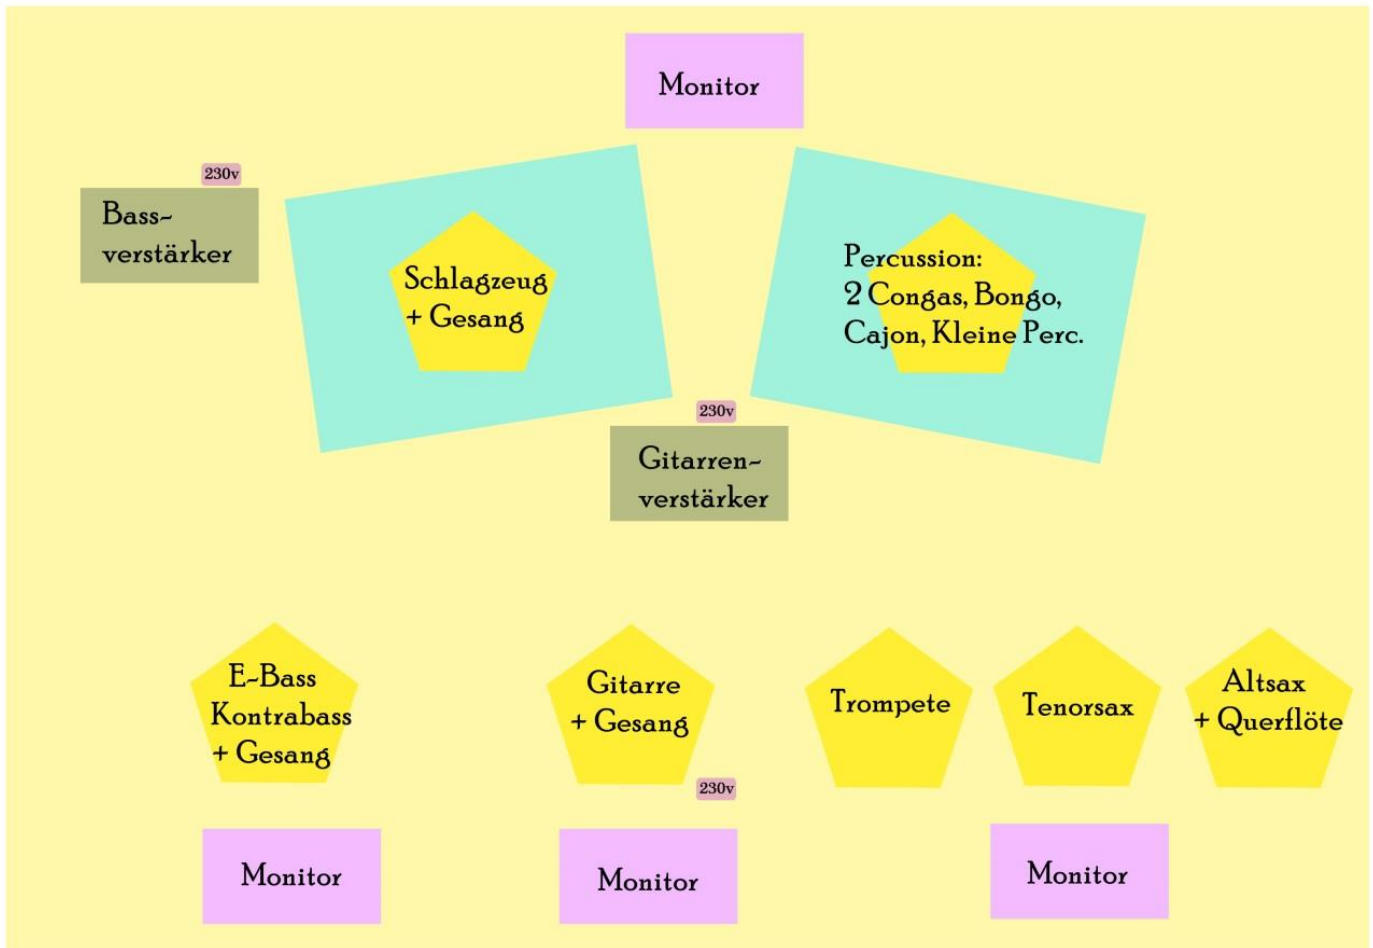 Monitor
230v
Bass-
verstärker
Schlagzeug
+ Gesang
Percussion:
2 Congas, Bongo,
Cajon, Kleine Perc.
230v
Gitarren-
verstärker
E-Bass
Kontrabass
+ Gesang
Gitarre
+ Gesang
230v
Trompete
Tenorsax
Altsax
+ Querflöte
Monitor
Monitor
Monitor